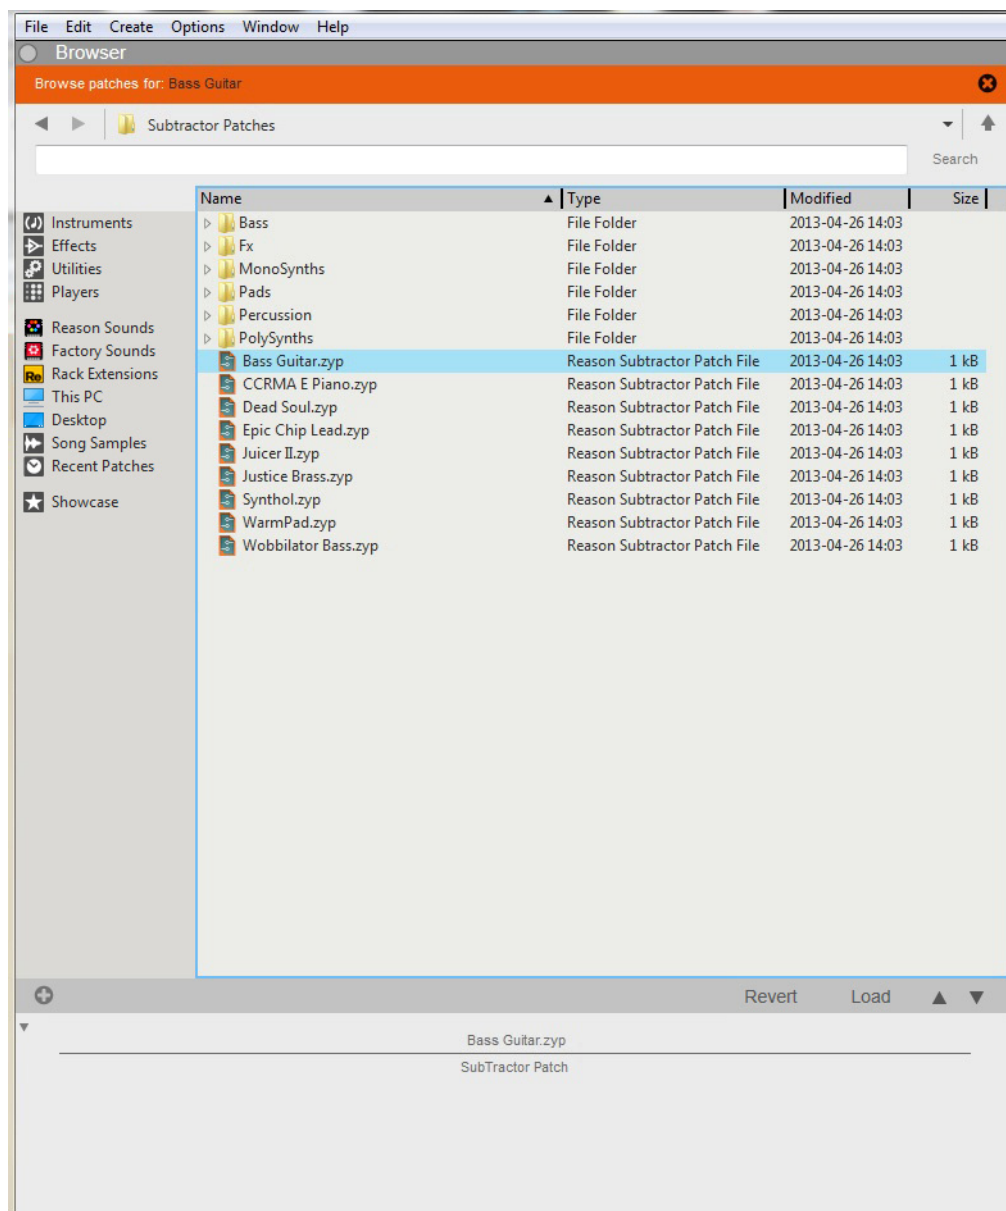 File Edit Create Options Window Help
Browser
Browse patches for: Bass Guitar
Subtractor Patches
Search
Name Type Modified Size
Instruments
Effects
Utilities
Players
Reason Sounds
Factory Sounds
Re Rack Extensions
This PC
Desktop
Song Samples
Recent Patches
Showcase
Bass File Folder 2013-04-26 14:03
Fx File Folder 2013-04-26 14:03
MonoSynths File Folder 2013-04-26 14:03
Pads File Folder 2013-04-26 14:03
Percussion File Folder 2013-04-26 14:03
PolySynths File Folder 2013-04-26 14:03
Bass Guitar.zyp Reason Subtractor Patch File 2013-04-26 14:03 1 kB
CCRMA E Piano.zyp Reason Subtractor Patch File 2013-04-26 14:03 1 kB
Dead Soul.zyp Reason Subtractor Patch File 2013-04-26 14:03 1 kB
Epic Chip Lead.zyp Reason Subtractor Patch File 2013-04-26 14:03 1 kB
Juicer II.zyp Reason Subtractor Patch File 2013-04-26 14:03 1 kB
Justice Brass.zyp Reason Subtractor Patch File 2013-04-26 14:03 1 kB
Synthol.zyp Reason Subtractor Patch File 2013-04-26 14:03 1 kB
WarmPad.zyp Reason Subtractor Patch File 2013-04-26 14:03 1 kB
Wobbilator Bass.zyp Reason Subtractor Patch File 2013-04-26 14:03 1 kB
Revert Load
Bass Guitar.zyp
SubTractor Patch